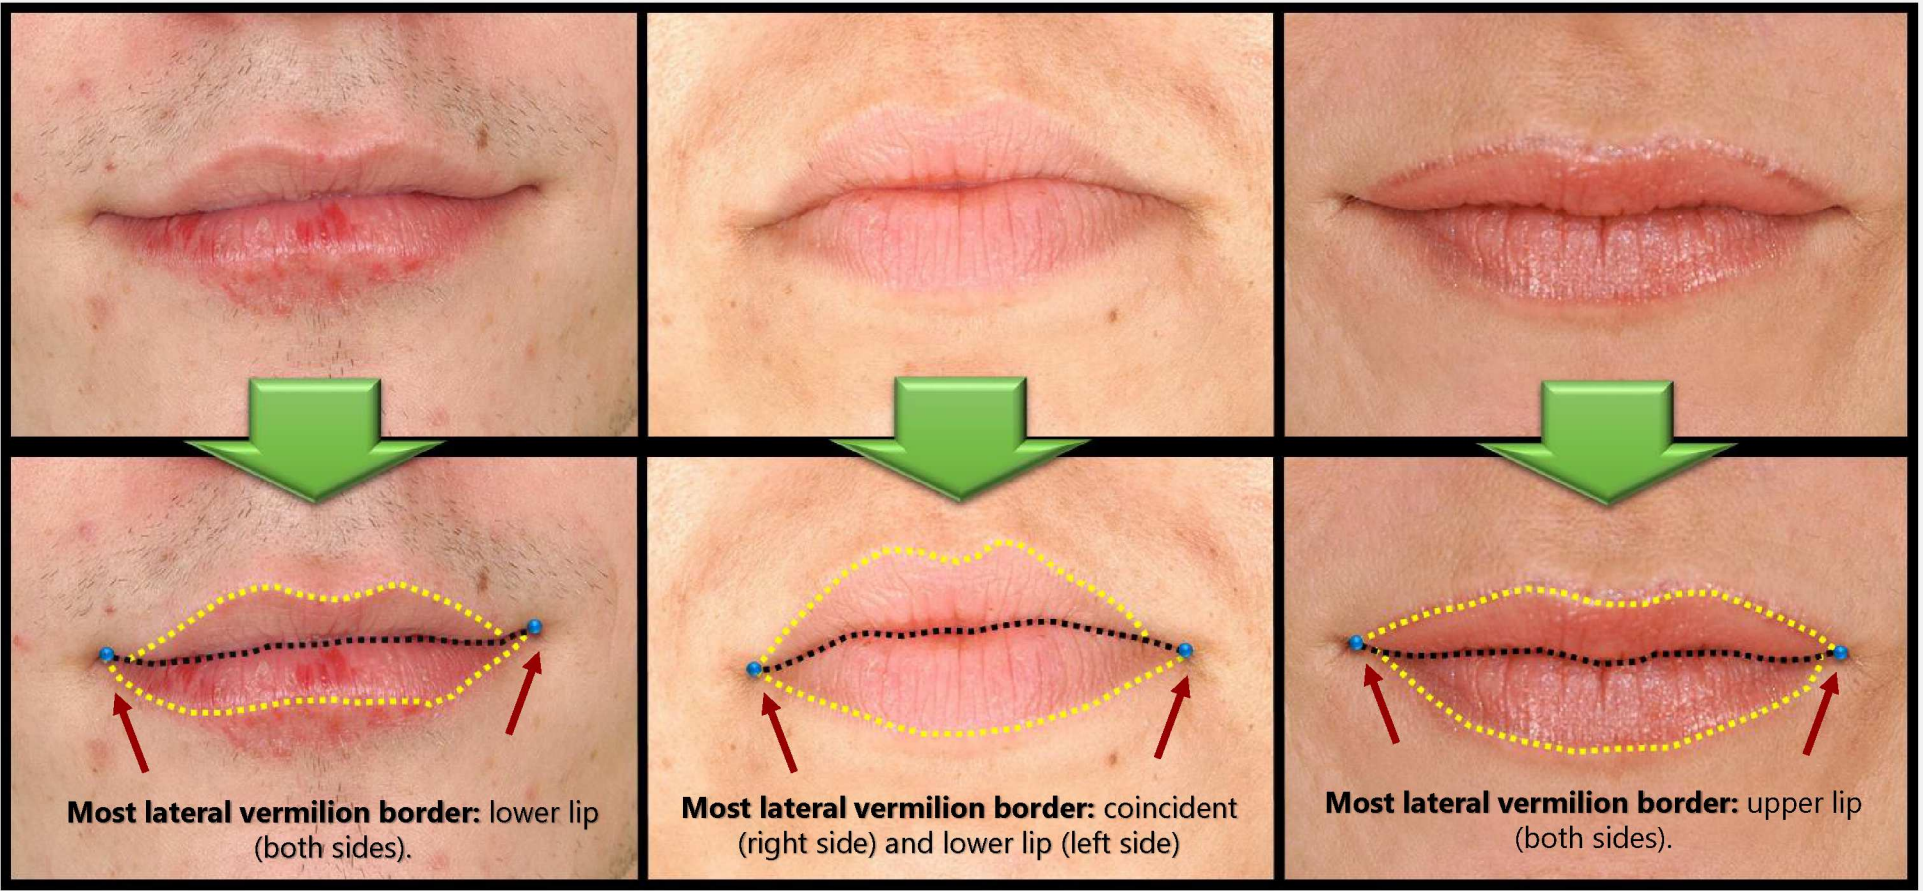 Most lateral vermilion border: lower lip
(both sides).
Most lateral vermilion border: coincident
(right side) and lower lip (left side)
Most lateral vermilion border: upper lip
(both sides).